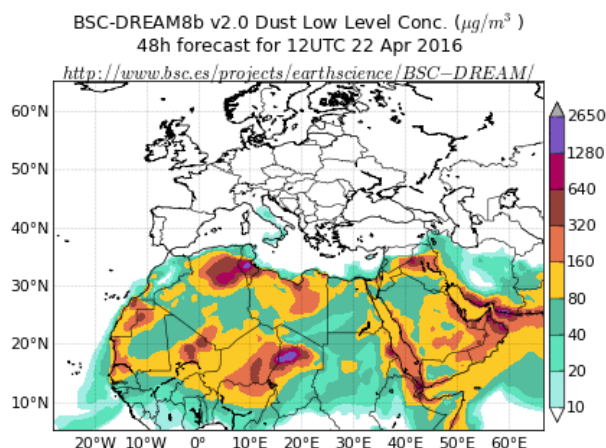 BSC-DREAM8b v2.0 Dust Low Level Conc. (μg/m³ )
48h forecast for 12UTC 22 Apr 2016
http://www.bsc.es/projects/earthscience/BSC−DREAM/
60°N
50°N
40°N
30°N
20°N
10°N
20°W 10°W 0° 10°E 20°E 30°E 40°E 50°E 60°E
2650
1280
640
320
160
80
40
20
10